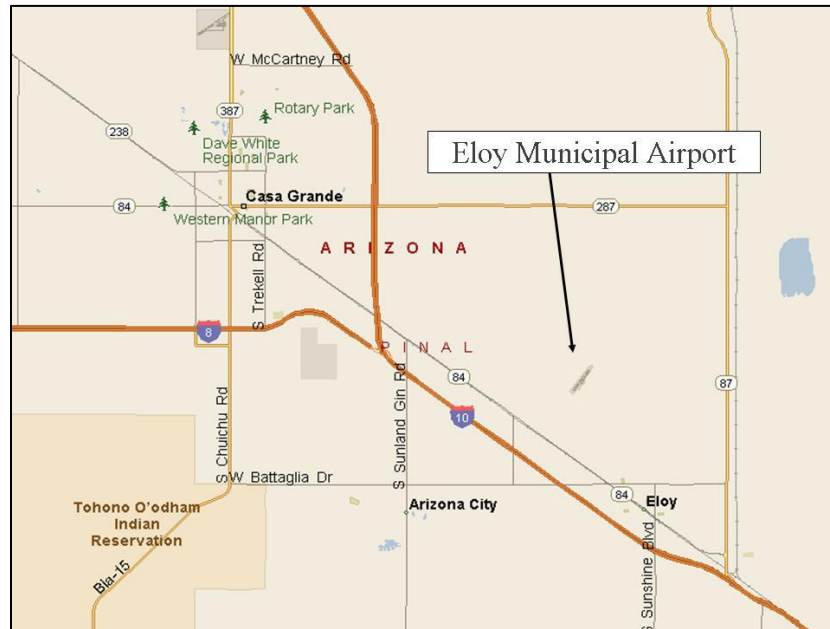 W McCartney Rd
387
Rotary Park
238
Dave White
Regional Park
Eloy Municipal Airport
84
Casa Grande
287
Western Manor Park
ARIZONA
S Trekell Rd
8
PINAL
84
87
S Chuichu Rd
S Sunland Gin Rd
10
W Battaglia Dr
84
Eloy
Arizona City
Tohono O'odham
Indian
Reservation
S Sunshine Blvd
BIa-15